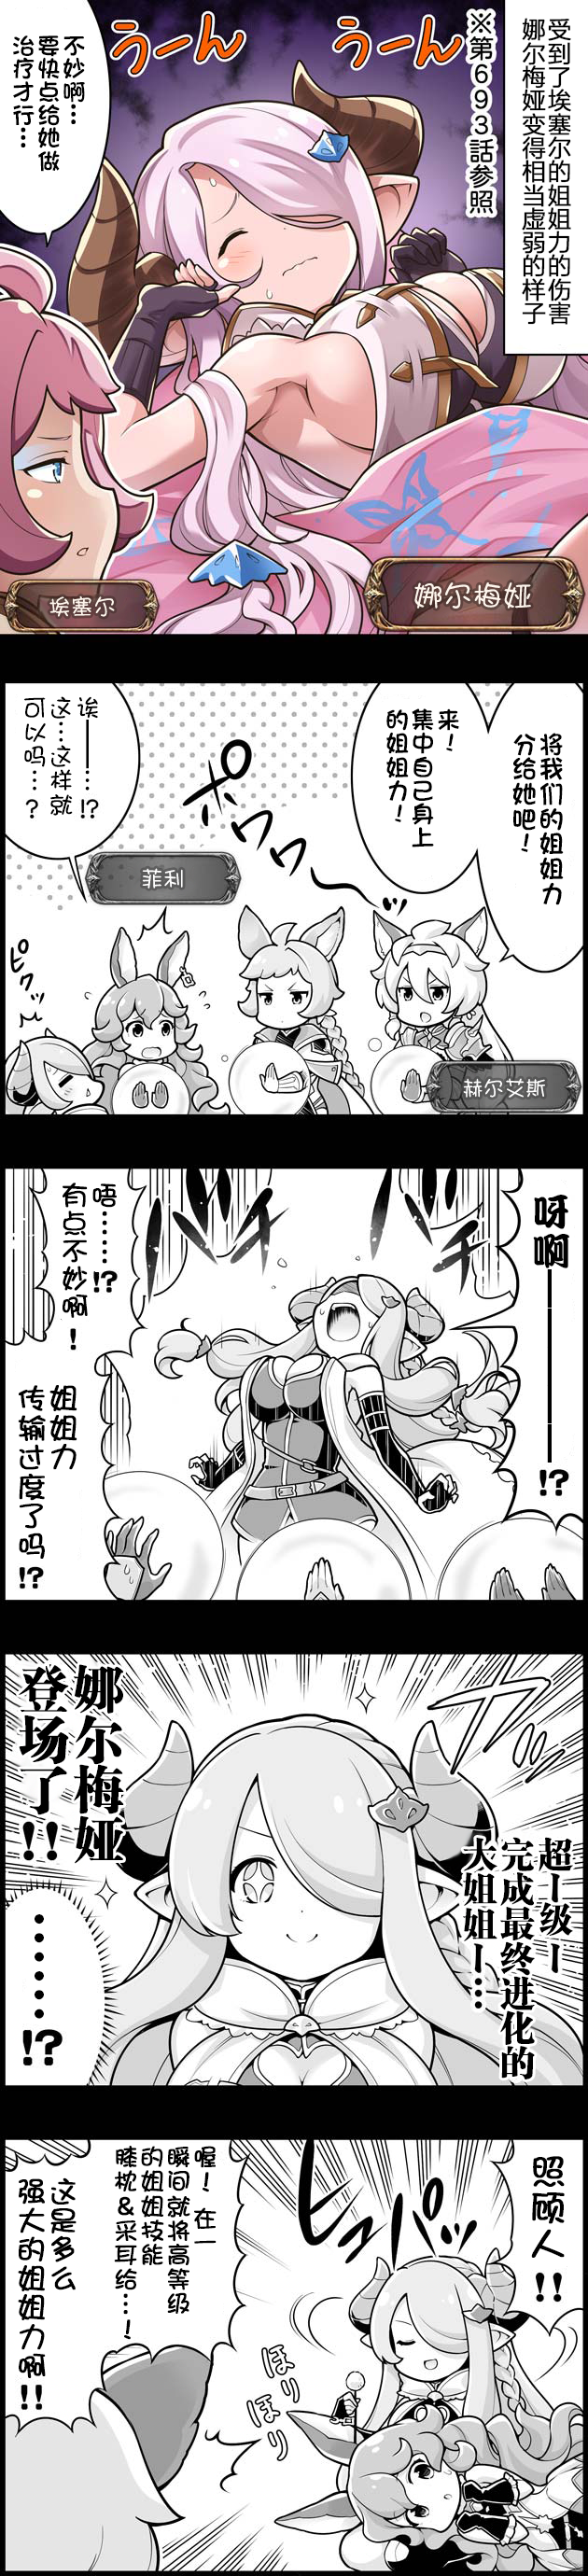 受到了埃塞尔的姐姐力的伤害
娜尔梅娅变得相当虚弱的样子
※第693話参照
うーん
うーん
不妙啊…
要快点给她做
治疗才行…
埃塞尔
娜尔梅娅
将我们的姐姐力
分给她吧！
来！
集中自己身上
的姐姐力！
ポワワ～ッ
诶——…!?
这…这样就
可以吗…？
菲利
ピクッ
赫尔艾斯
呀啊————!?
唔……!?
有点不妙啊！
姐姐力
传输过度了吗!?
超ー级ー
完成最终进化的
大姐姐ー…
娜尔梅娅
登场了!!
……!?
照顾人!!
ヒュパッ
喔！在一
瞬间就将高等级
的姐姐技能
膝枕&采耳给…！
ほり
ほり
这是多么
强大的姐姐力啊!!